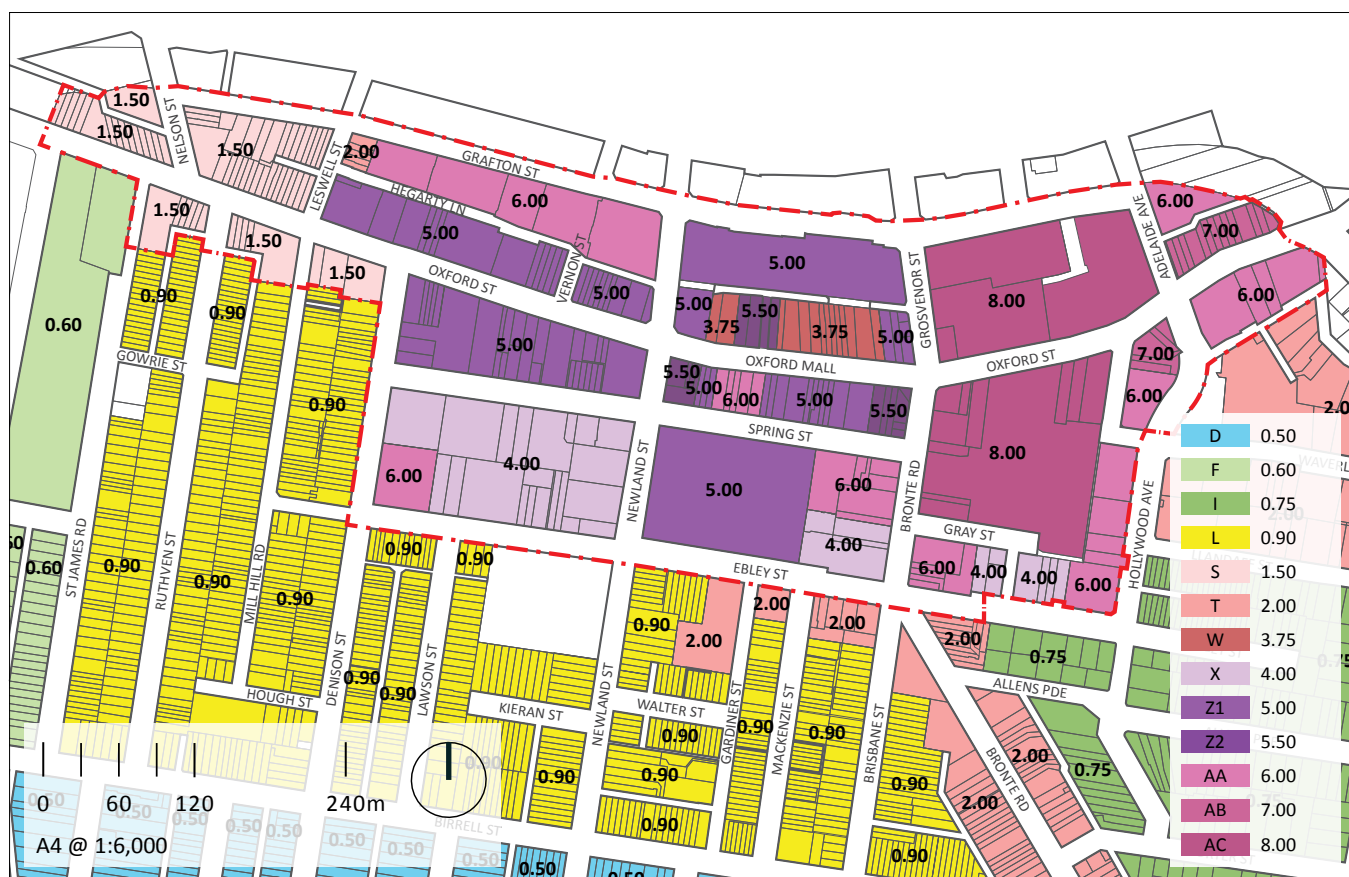 1.50
1.50
NELSON ST
1.50
LESWELL ST
2.00
GRAFTON ST
HEGARTY LN
6.00
5.00
VERNON ST
5.00
OXFORD ST
1.50
1.50
1.50
5.00
5.00
3.75
5.50
3.75
5.00
GROSVENOR ST
8.00
ADELAIDE AVE
6.00
7.00
6.00
OXFORD MALL
OXFORD ST
0.60
0.90
0.90
GOWRIE ST
5.00
5.50
5.00
6.00
5.00
5.50
7.00
6.00
SPRING ST
0.90
6.00
4.00
NEWLAND ST
5.00
6.00
4.00
BRONTE RD
8.00
GRAY ST
HOLLYWOOD AVE
EBLEY ST
6.00
4.00
4.00
6.00
0.60
ST JAMES RD
0.90
RUTHVEN ST
0.90
MILL HILL RD
0.90
DENISON ST
0.90
0.90
0.90
0.90
LAWSON ST
HOUGH ST
KIERAN ST
0.90
0.90
NEWLAND ST
0.90
2.00
2.00
2.00
WALTER ST
0.90
0.90
0.90
GARDINER ST
0.90
MACKENZIE ST
0.90
BRISBANE ST
0.90
0.90
2.00
0.75
ALLENS PDE
2.00
BRONTE RD
2.00
0.75
D 0.50
F 0.60
I 0.75
L 0.90
S 1.50
T 2.00
W 3.75
X 4.00
Z1 5.00
Z2 5.50
AA 6.00
AB 7.00
AC 8.00
2.00
0.50
0.50
0.50
0.50
0.50
0.50
0.50
0.50
BIRRELL ST
0.50
0 60 120 240m
A4 @ 1:6,000